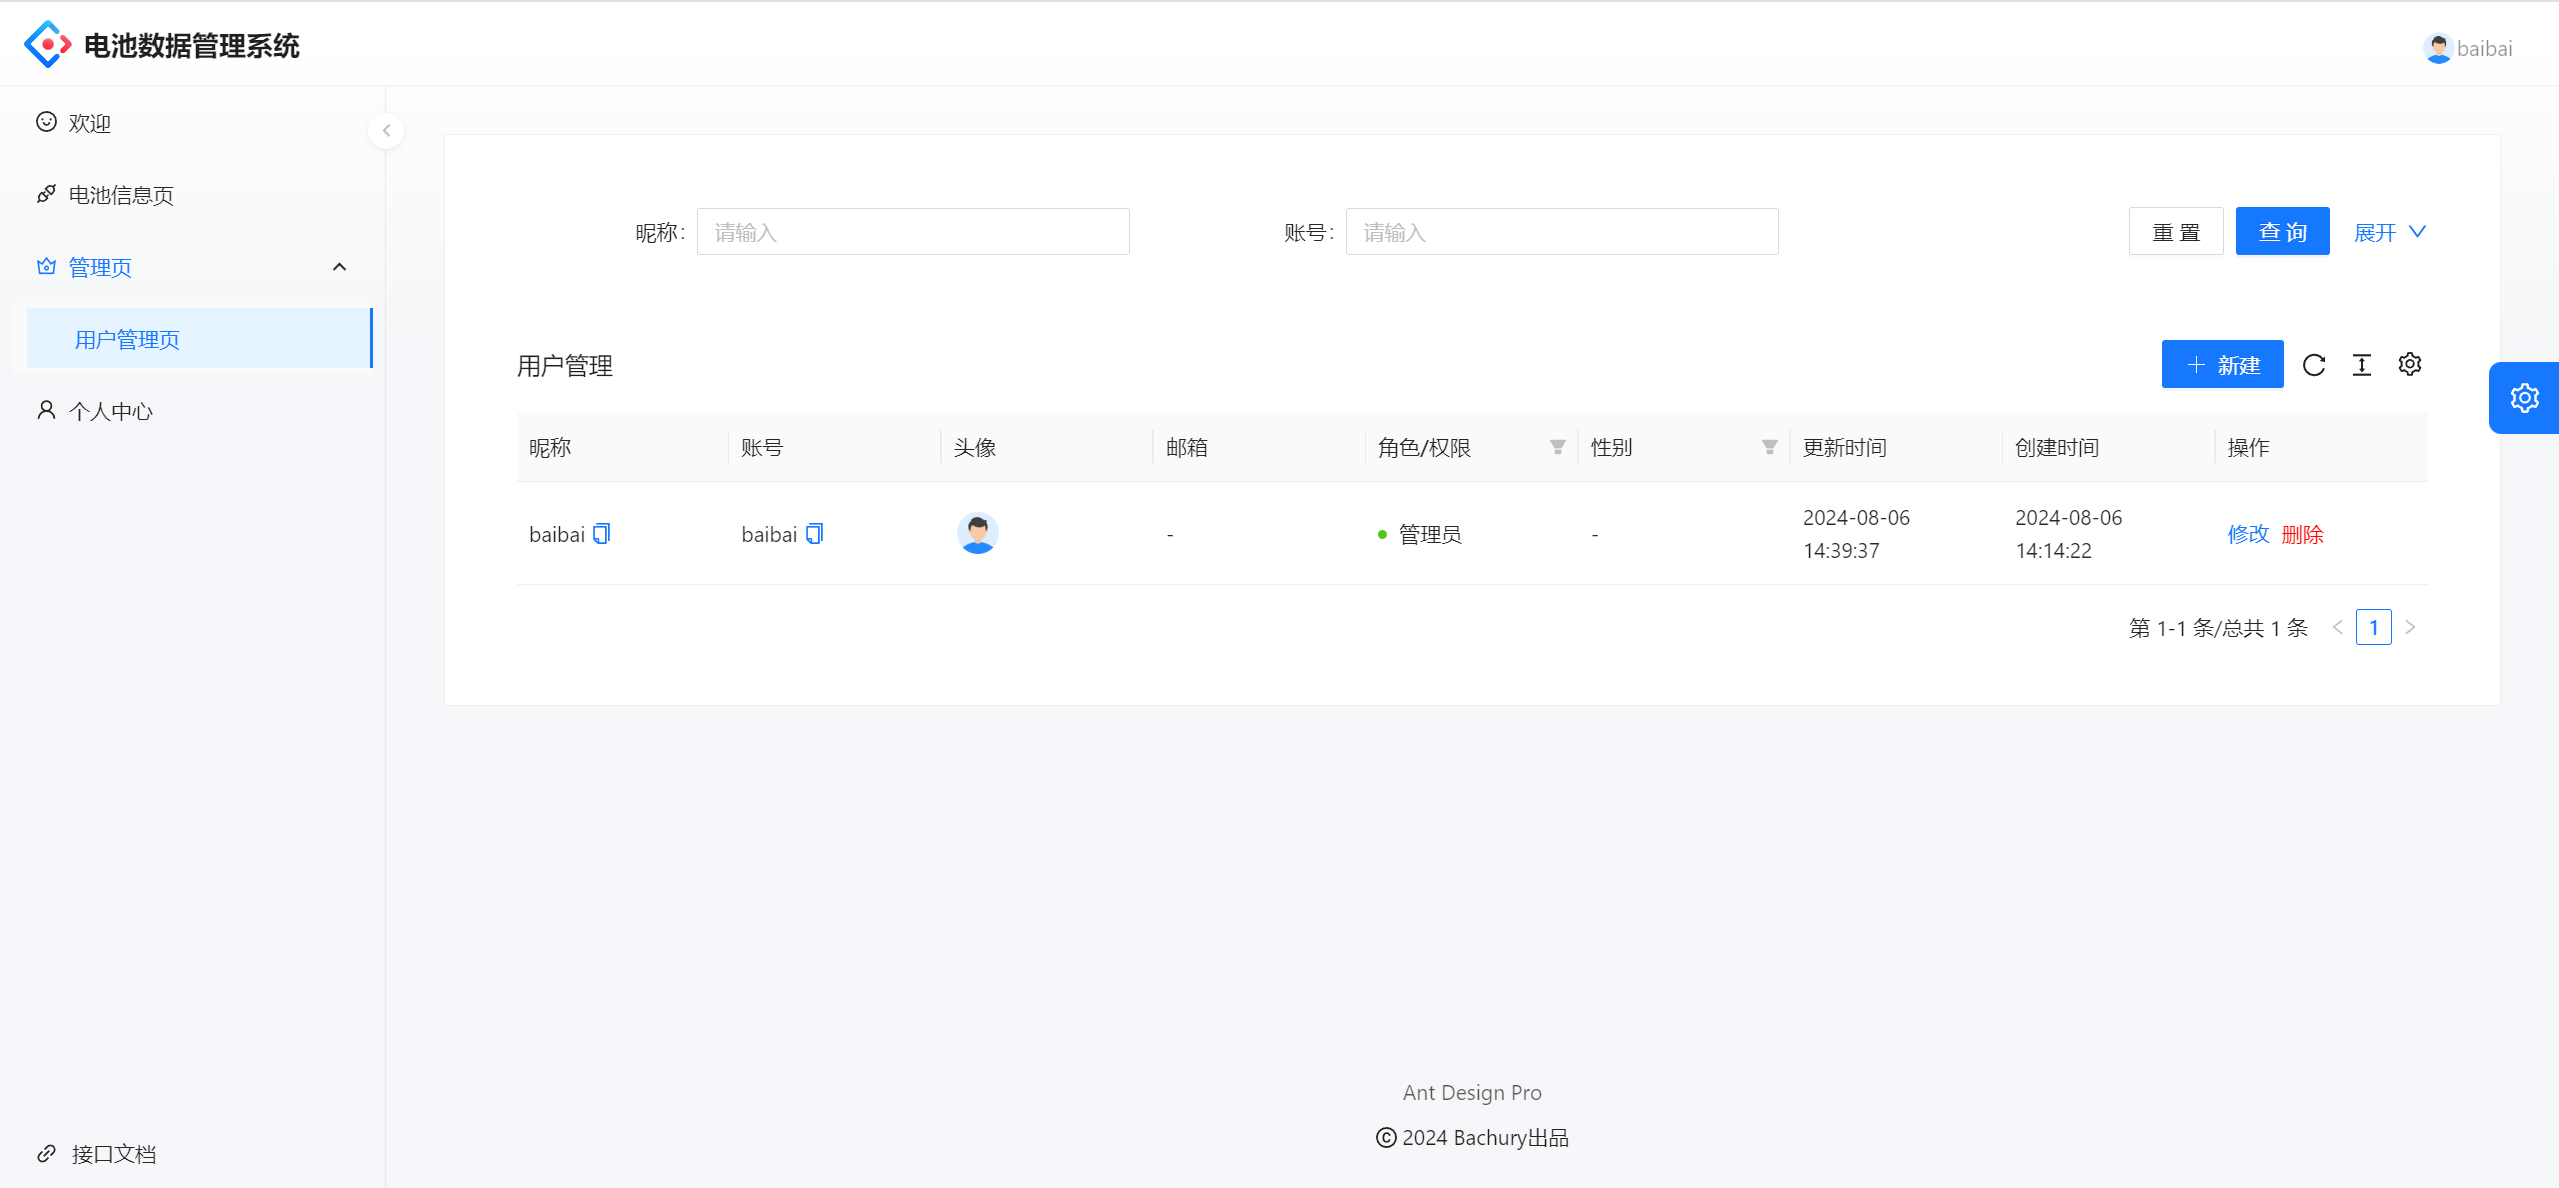 电池数据管理系统
baibai
欢迎
电池信息页
管理页
用户管理页
个人中心
接口文档
昵称: 请输入 账号: 请输入 重 置 查 询 展开
用户管理 新建
昵称 账号 头像 邮箱 角色/权限 性别 更新时间 创建时间 操作
baibai baibai - 管理员 - 2024-08-06 14:39:37 2024-08-06 14:14:22 修改 删除
第 1-1 条/总共 1 条 1
Ant Design Pro
© 2024 Bachury出品